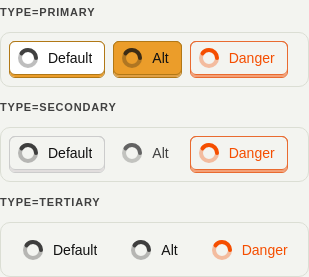 TYPE=PRIMARY
Default Alt Danger
TYPE=SECONDARY
Default Alt Danger
TYPE=TERTIARY
Default Alt Danger